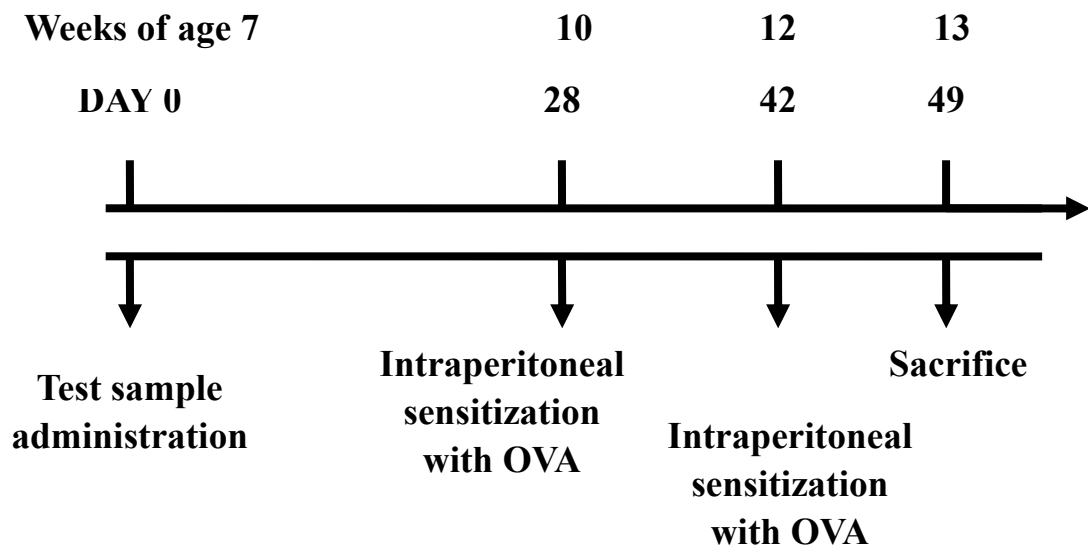 Weeks of age 7 10 12 13
DAY 0 28 42 49
Test sample
administration
Intraperitoneal
sensitization
with OVA
Intraperitoneal
sensitization
with OVA
Sacrifice